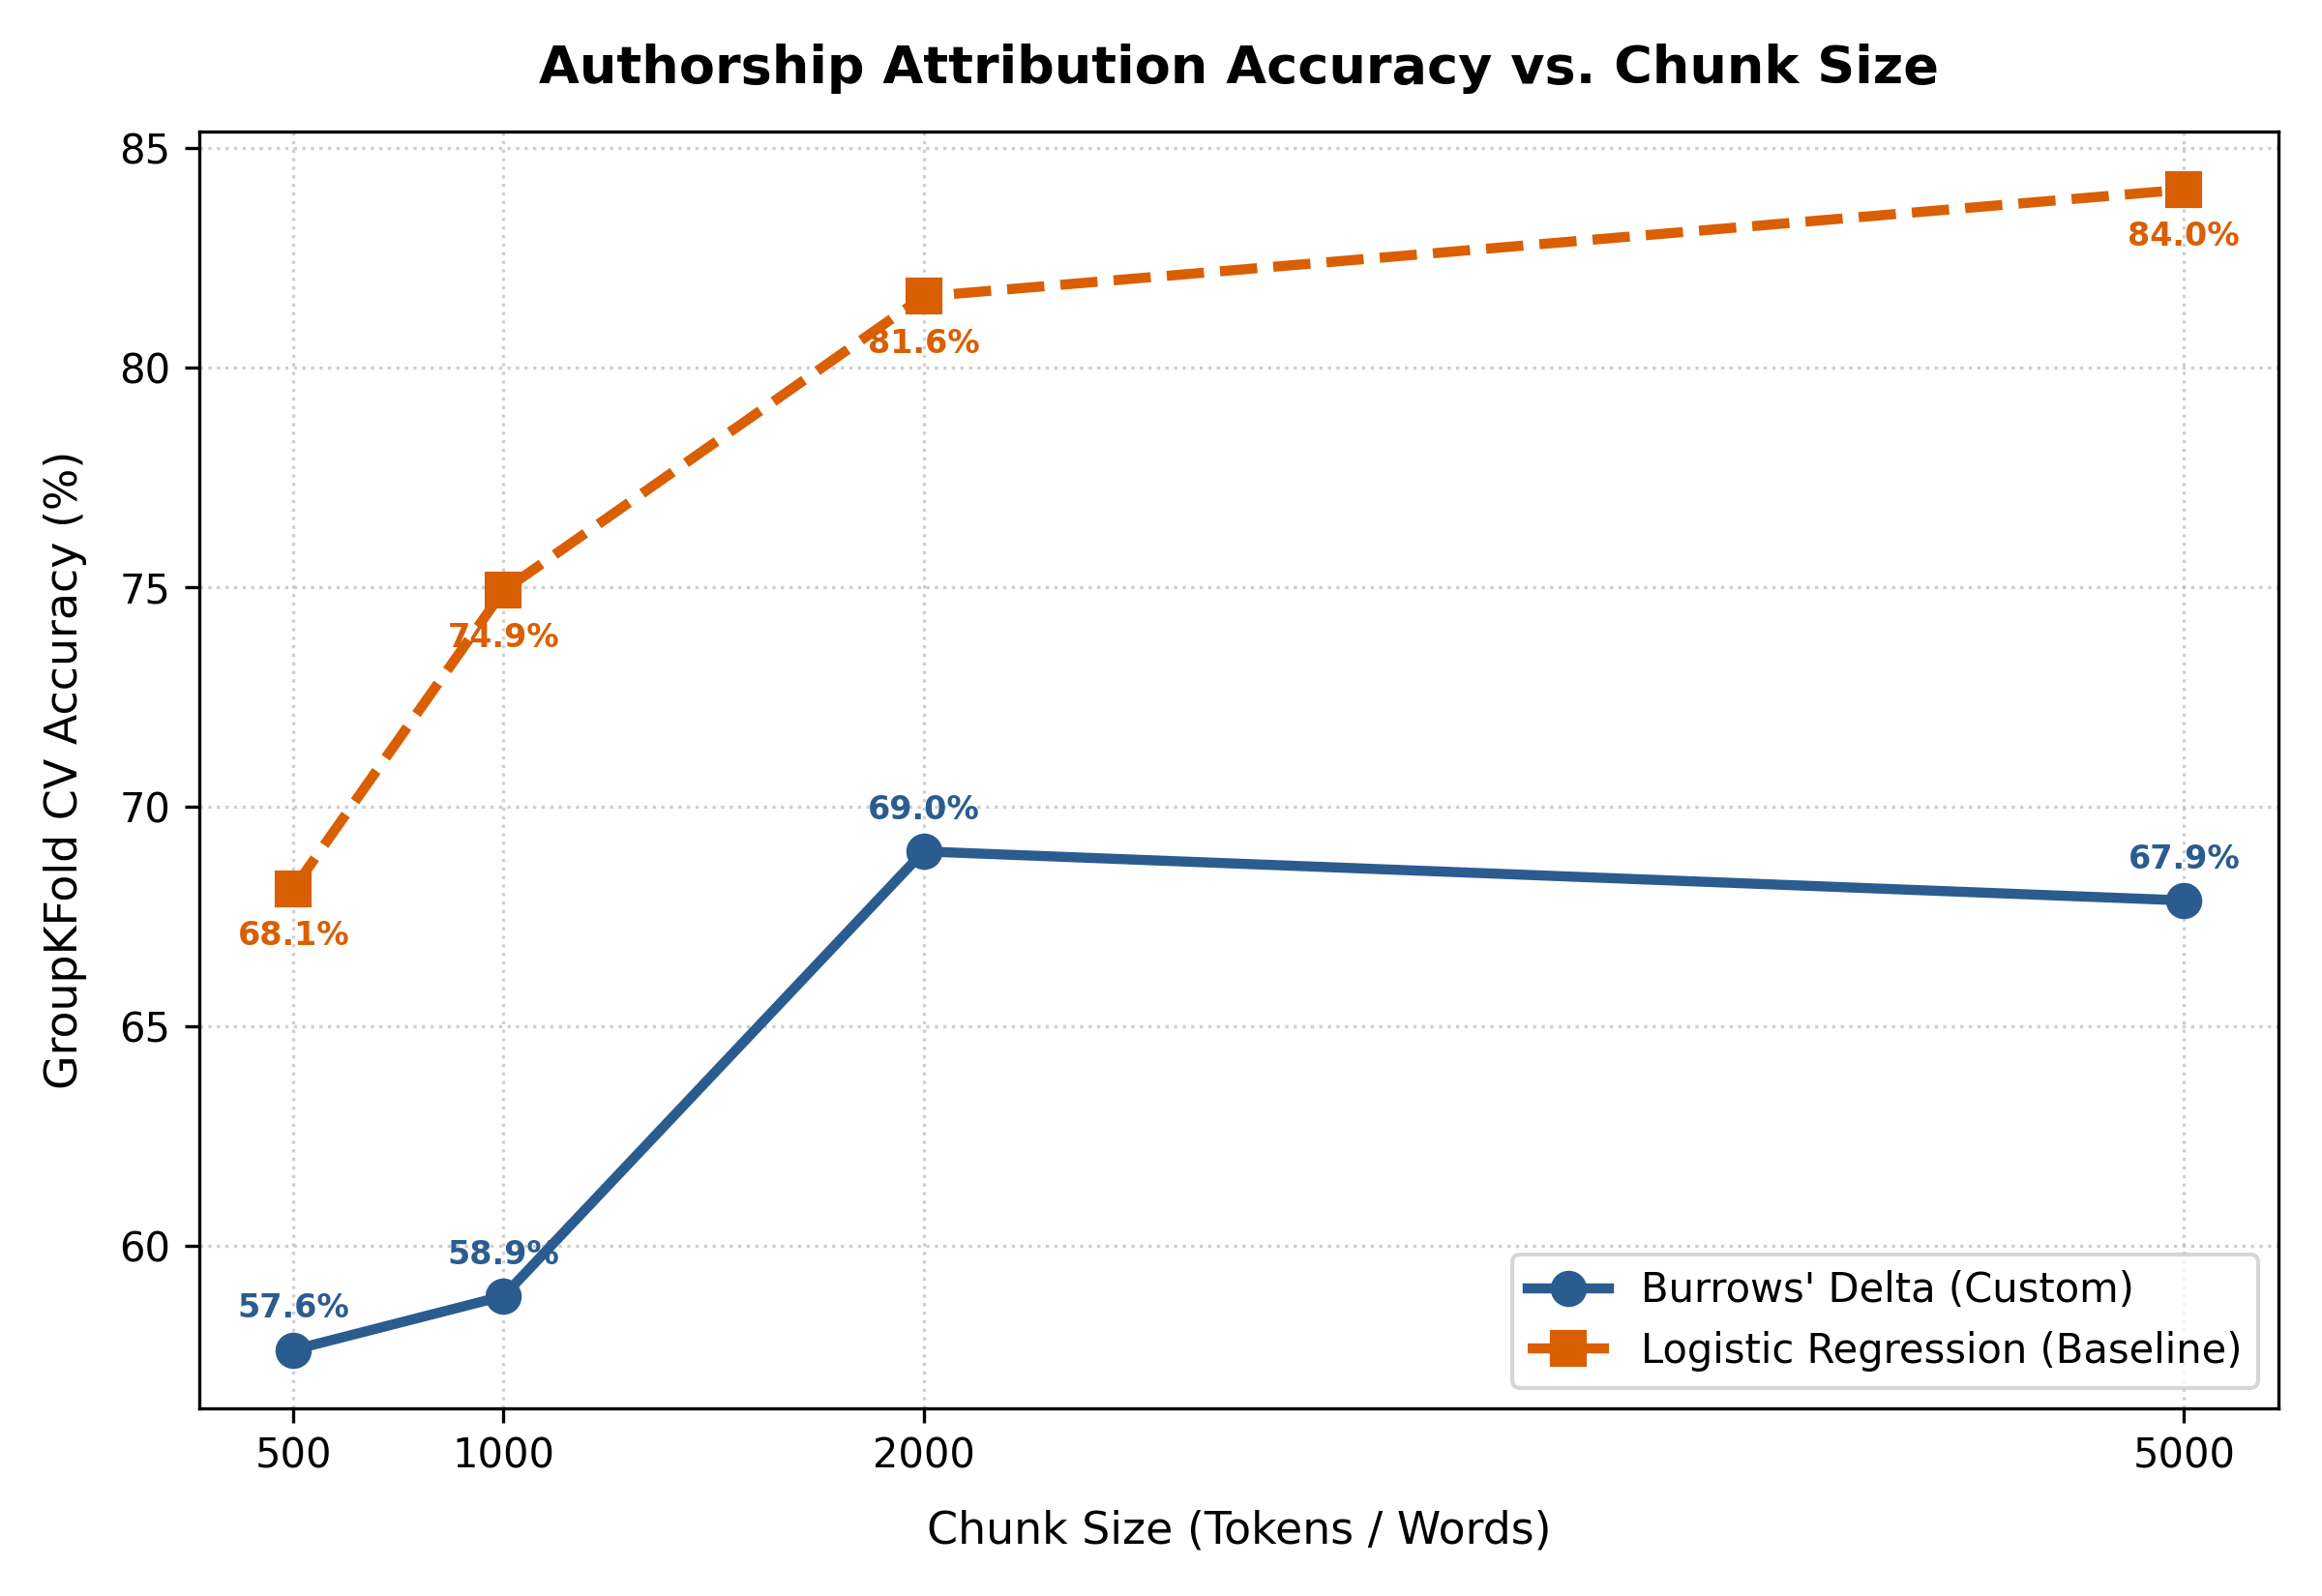 Authorship Attribution Accuracy vs. Chunk Size
GroupKFold CV Accuracy (%)
85
80
75
70
65
60
84.0%
81.6%
74.9%
69.0%
67.9%
68.1%
58.9%
57.6%
Burrows' Delta (Custom)
Logistic Regression (Baseline)
500 1000 2000 5000
Chunk Size (Tokens / Words)